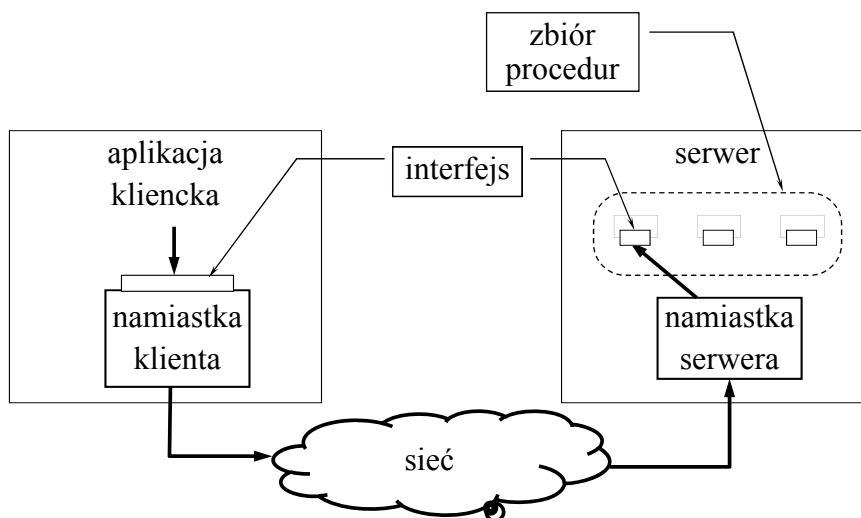 zbiór
procedur
aplikacja
kliencka
interfejs
serwer
namiastka
klienta
namiastka
serwera
sieć